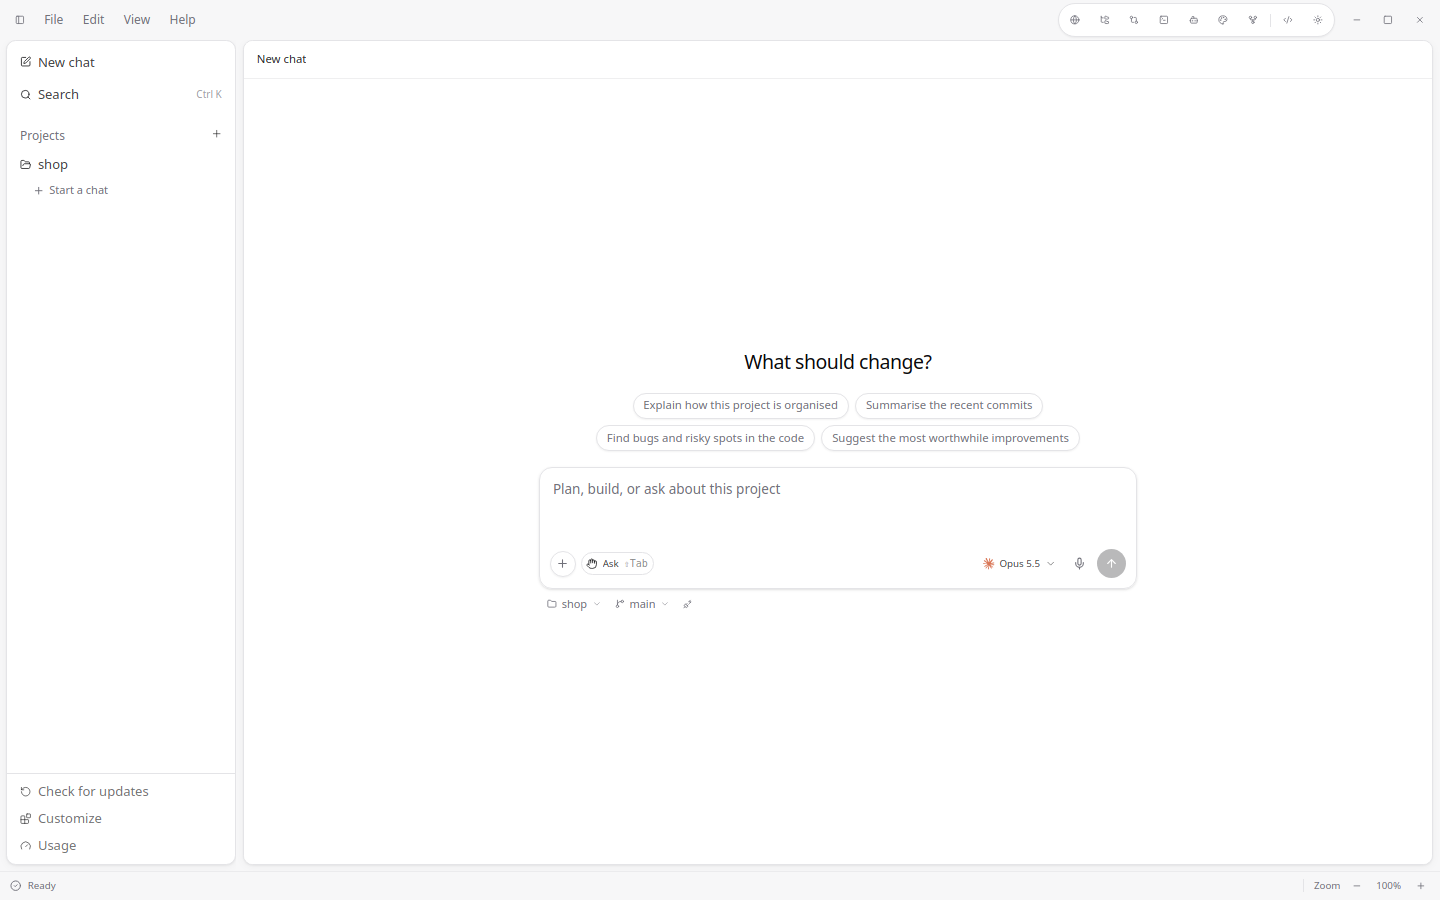 File Edit View Help
New chat
Search Ctrl K
Projects
shop
Start a chat
Check for updates
Customize
Usage
New chat
What should change?
Explain how this project is organised
Summarise the recent commits
Find bugs and risky spots in the code
Suggest the most worthwhile improvements
Plan, build, or ask about this project
Ask ⇧Tab
Opus 5.5
shop main
Ready
Zoom 100%